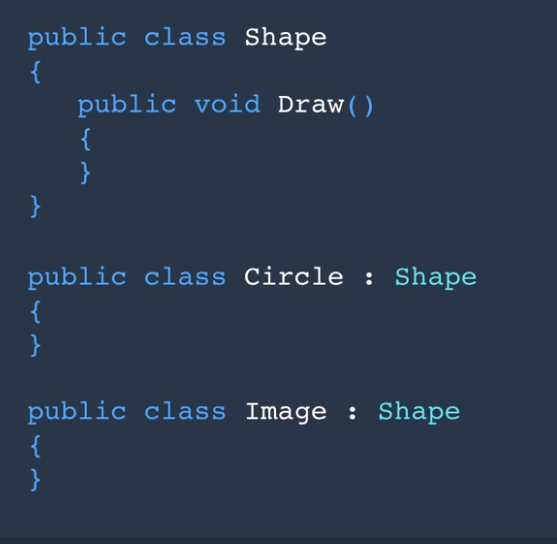 public class Shape
{
public void Draw()
{
}
}
public class Circle : Shape
{
}
public class Image : Shape
{
}